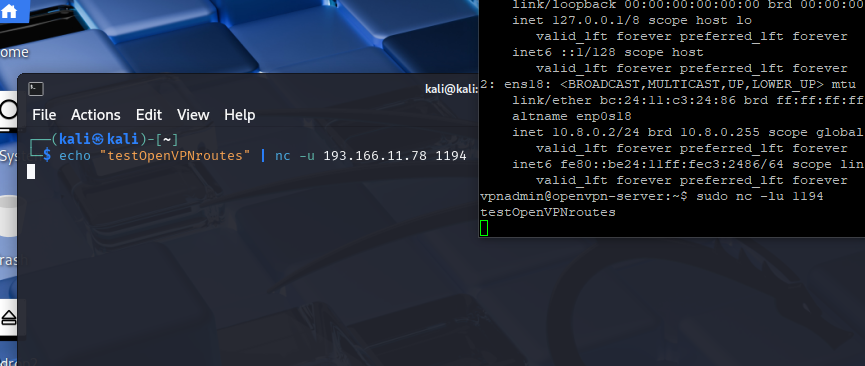 ome
Sys
ras
kali@kali:
File Actions Edit View Help
┌──(kali㉿kali)-[~]
└─$ echo "testOpenVPNroutes" | nc -u 193.166.11.78 1194
link/loopback 00:00:00:00:00:00 brd 00:00:00
inet 127.0.0.1/8 scope host lo
valid_lft forever preferred_lft forever
inet6 ::1/128 scope host
valid_lft forever preferred_lft forever
2: ens18: <BROADCAST,MULTICAST,UP,LOWER_UP> mtu
link/ether bc:24:11:c3:24:86 brd ff:ff:ff:ff
altname enp0s18
inet 10.8.0.2/24 brd 10.8.0.255 scope global
valid_lft forever preferred_lft forever
inet6 fe80::be24:11ff:fec3:2486/64 scope lin
valid_lft forever preferred_lft forever
vpnadmin@openvpn-server:~$ sudo nc -lu 1194
testOpenVPNroutes